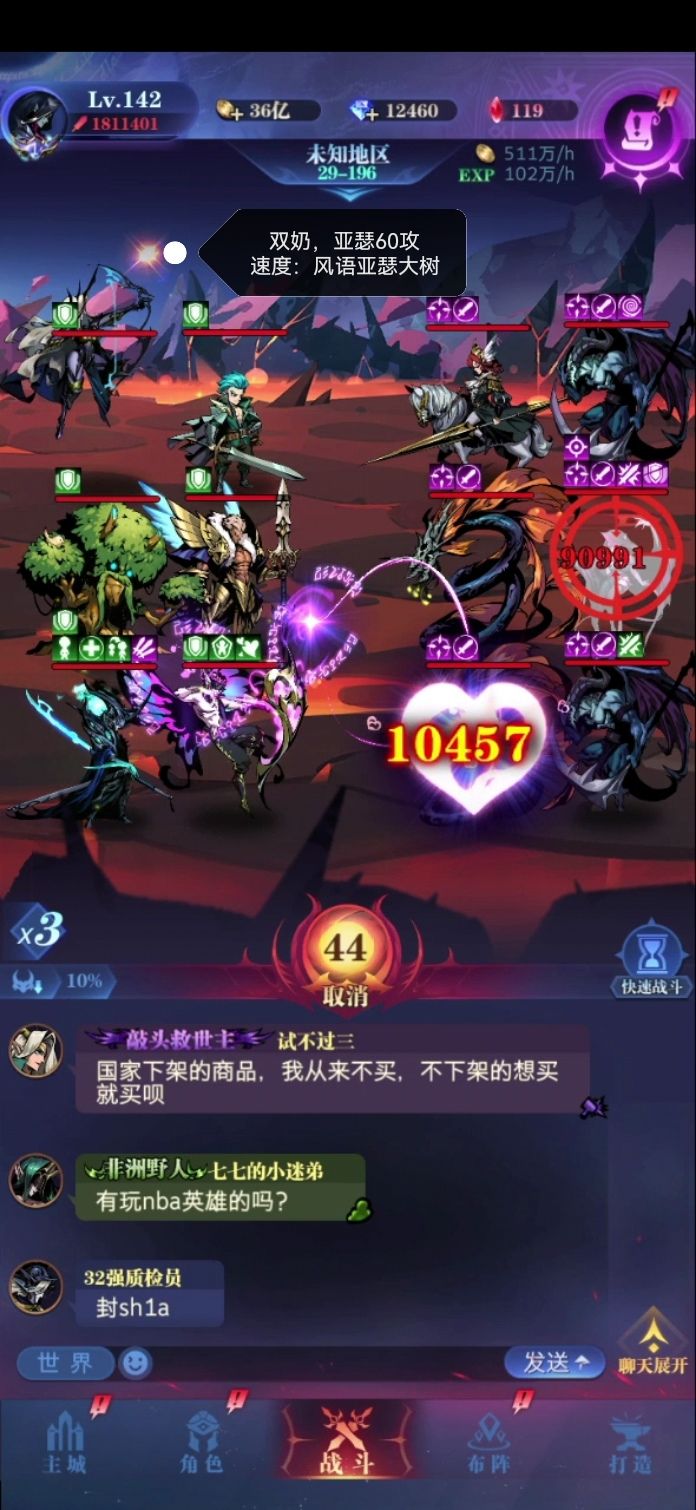 Lv.142
1811401
36亿
12460
119
未知地区
29-196
511万/h
EXP 102万/h
双奶，亚瑟60攻
速度：风语亚瑟大树
90991
10457
x3
44
取消
10%
快速战斗
敲头救世主 试不过三
国家下架的商品，我从来不买，不下架的想买
就买呗
非洲野人 七七的小迷弟
有玩nba英雄的吗?
32强质检员
封sh1a
世界
发送
聊天展开
主城
角色
战斗
布阵
打造